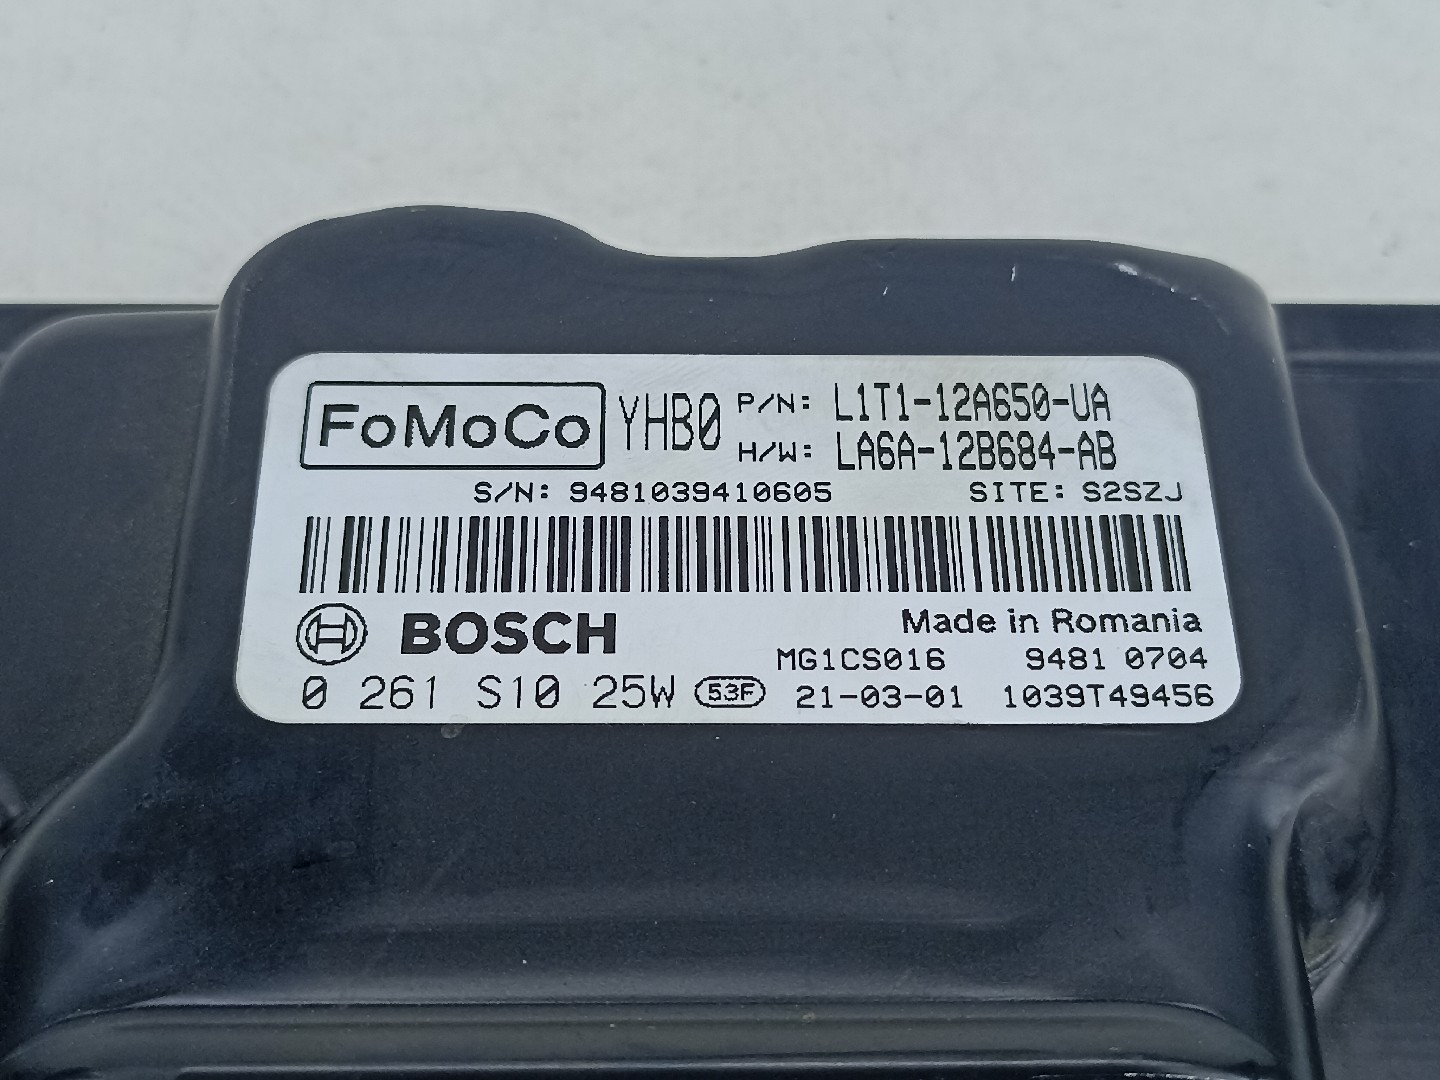 FoMoCo YHB0 P/N: L1T1-12A650-UA
H/W: LA6A-12B684-AB
S/N: 9481039410605 SITE: S2SZJ
BOSCH Made in Romania
MG1CS016 9481 0704
0 261 S10 25W 53F 21-03-01 1039T49456